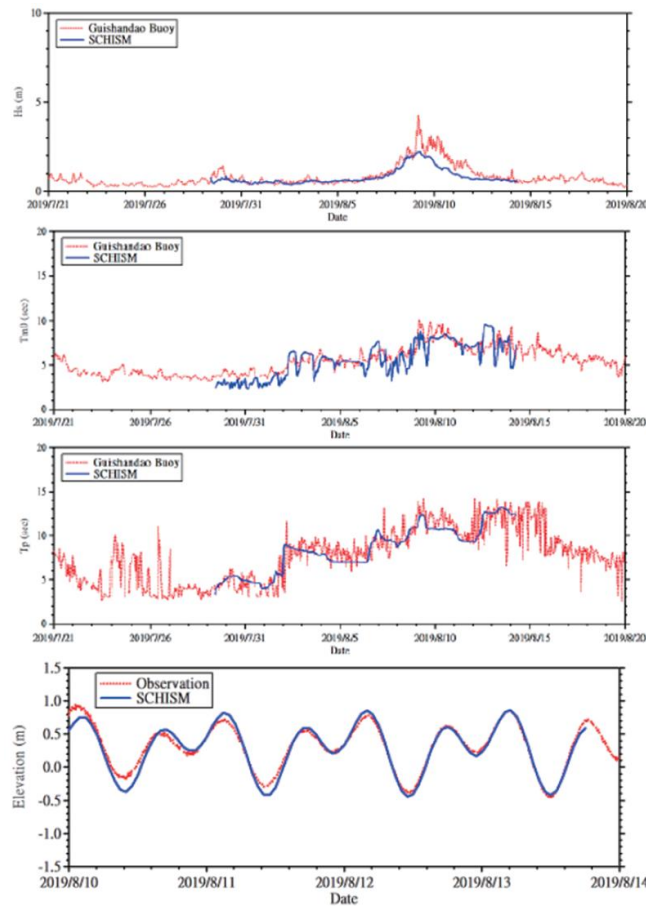 10
Guishandao Buoy
SCHISM
Hs (m)
5
0
2019/7/21 2019/7/26 2019/7/31 2019/8/5 2019/8/10 2019/8/15 2019/8/20
Date
20
Guishandao Buoy
SCHISM
15
Tm0 (sec)
10
5
0
2019/7/21 2019/7/26 2019/7/31 2019/8/5 2019/8/10 2019/8/15 2019/8/20
Date
20
Guishandao Buoy
SCHISM
15
Tp (sec)
10
5
0
2019/7/21 2019/7/26 2019/7/31 2019/8/5 2019/8/10 2019/8/15 2019/8/20
Date
1.5
Observation
SCHISM
1.0
Elevation (m)
0.5
0.0
-0.5
-1.0
-1.5
2019/8/10 2019/8/11 2019/8/12 2019/8/13 2019/8/14
Date